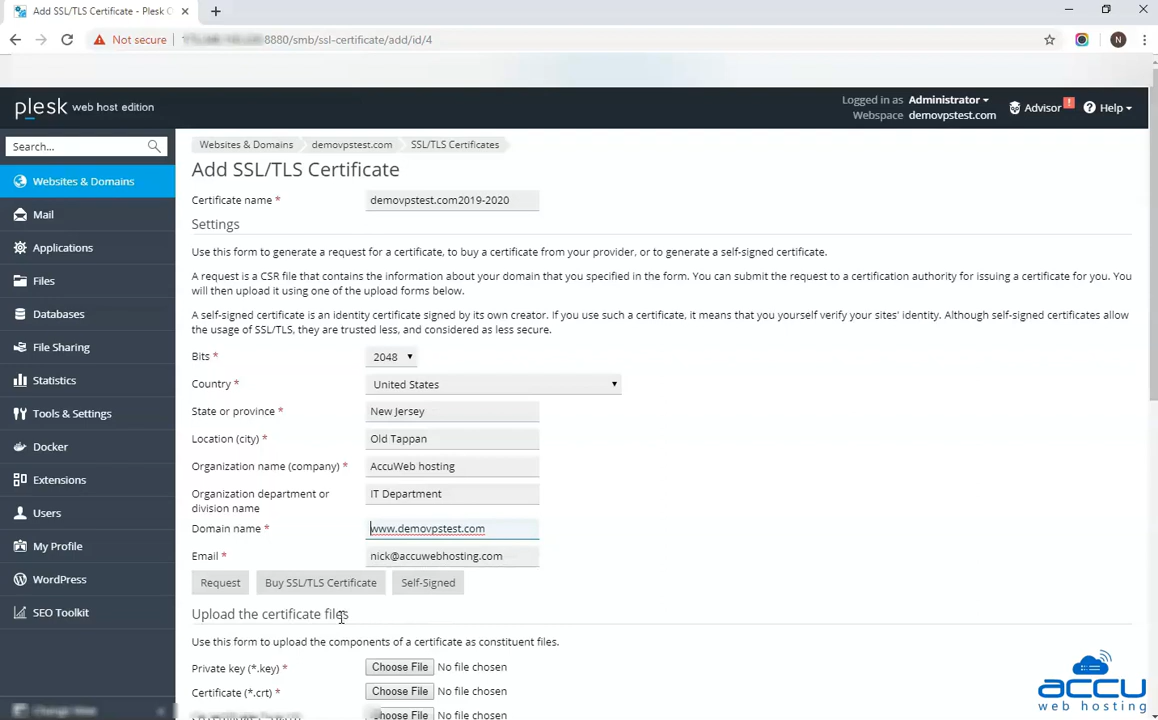 Add SSL/TLS Certificate - Plesk O
Not secure
8880/smb/ssl-certificate/add/id/4
N
plesk web host edition
Logged in as Administrator
Webspace demovpstest.com
Advisor !
Help
Search...
Websites & Domains
Mail
Applications
Files
Databases
File Sharing
Statistics
Tools & Settings
Docker
Extensions
Users
My Profile
WordPress
SEO Toolkit
Websites & Domains
demovpstest.com
SSL/TLS Certificates
Add SSL/TLS Certificate
Certificate name * demovpstest.com2019-2020
Settings
Use this form to generate a request for a certificate, to buy a certificate from your provider, or to generate a self-signed certificate.
A request is a CSR file that contains the information about your domain that you specified in the form. You can submit the request to a certification authority for issuing a certificate for you. You
will then upload it using one of the upload forms below.
A self-signed certificate is an identity certificate signed by its own creator. If you use such a certificate, it means that you yourself verify your sites' identity. Although self-signed certificates allow
the usage of SSL/TLS, they are trusted less, and considered as less secure.
Bits * 2048
Country * United States
State or province * New Jersey
Location (city) * Old Tappan
Organization name (company) * AccuWeb hosting
Organization department or IT Department
division name
Domain name * www.demovpstest.com
Email * nick@accuwebhosting.com
Request
Buy SSL/TLS Certificate
Self-Signed
Upload the certificate files
Use this form to upload the components of a certificate as constituent files.
Private key (*.key) * Choose File No file chosen
Certificate (*.crt) * Choose File No file chosen
Choose File No file chosen
ACCU
web hosting